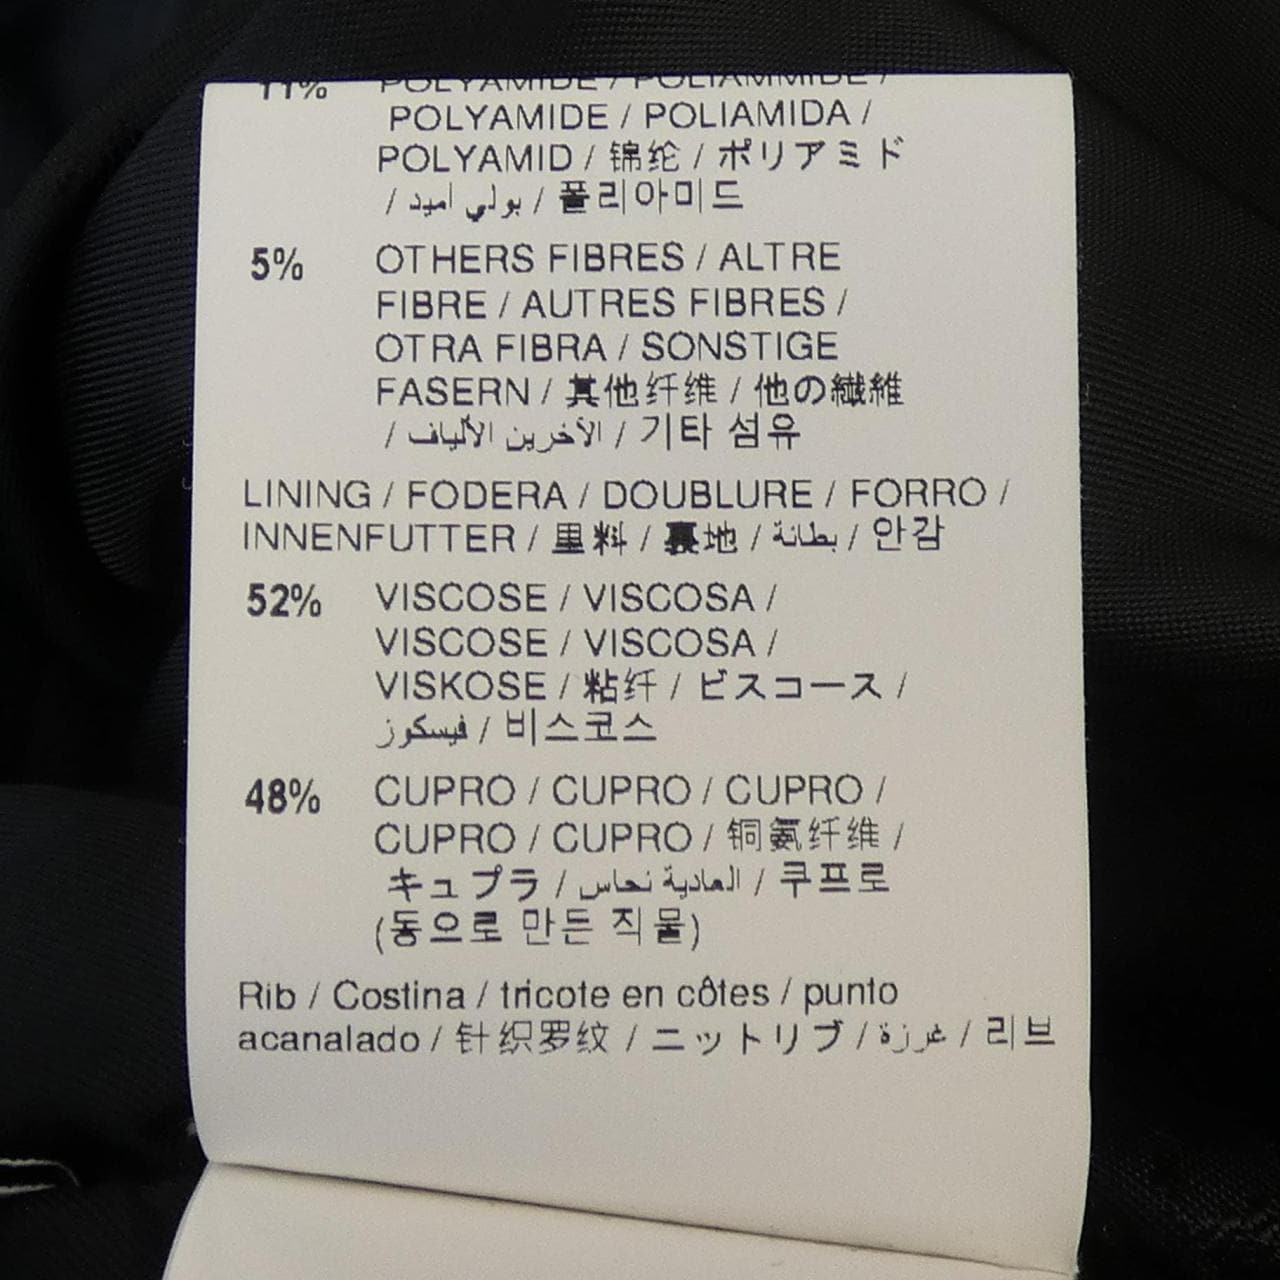 11% POLYAMIDE / POLIAMMIDE /
POLYAMIDE / POLIAMIDA /
POLYAMID / 锦纶 / ポリアミド
/ بولي اميد / 폴리아미드
5% OTHERS FIBRES / ALTRE
FIBRE / AUTRES FIBRES /
OTRA FIBRA / SONSTIGE
FASERN / 其他纤维 / 他の繊維
/ الأخرين الألياف / 기타 섬유
LINING / FODERA / DOUBLURE / FORRO /
INNENFUTTER / 里料 / 裏地 / بطانة / 안감
52% VISCOSE / VISCOSA /
VISCOSE / VISCOSA /
VISKOSE / 粘纤 / ビスコース /
فيسكوز / 비스코스
48% CUPRO / CUPRO / CUPRO /
CUPRO / CUPRO / 铜氨纤维 /
キュプラ / العادية نحاس / 쿠프로
(동으로 만든 직물)
Rib / Costina / tricote en côtes / punto
acanalado / 针织罗纹 / ニットリブ / غرزة / 리브